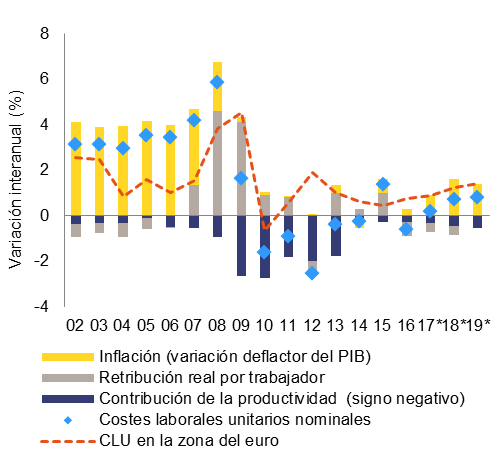 8
6
4
2
0
-2
-4
Variación interanual (%)
02 03 04 05 06 07 08 09 10 11 12 13 14 15 16 17* 18* 19*
Inflación (variación deflactor del PIB)
Retribución real por trabajador
Contribución de la productividad (signo negativo)
Costes laborales unitarios nominales
CLU en la zona del euro